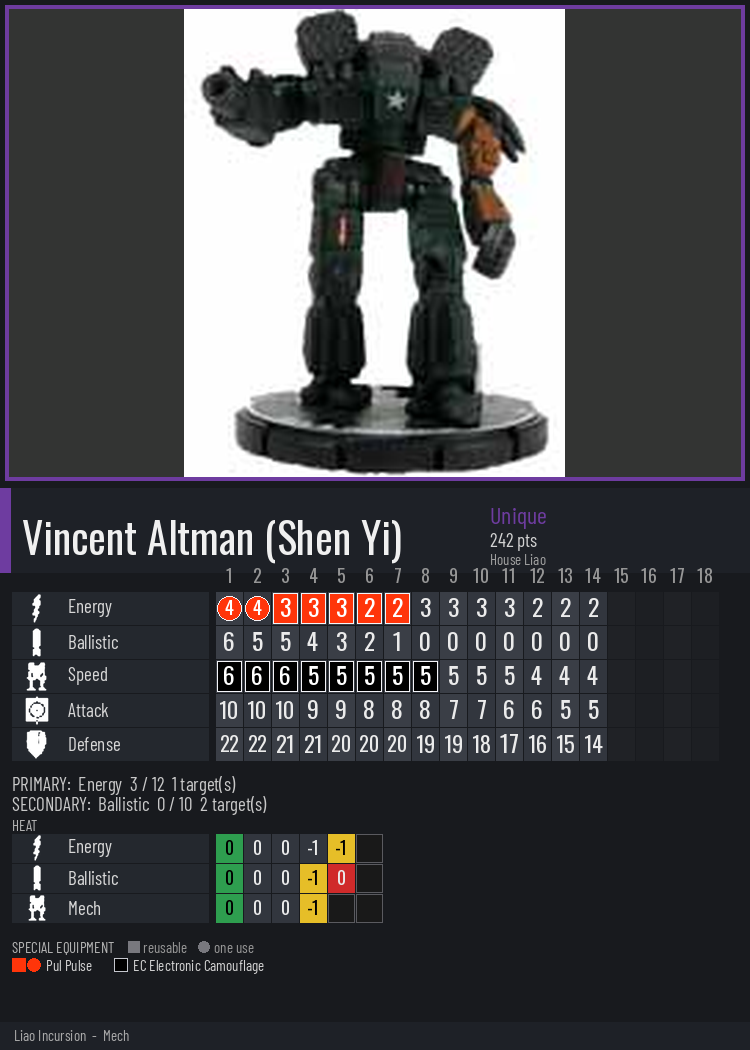 Vincent Altman (Shen Yi)
Unique
242 pts
House Liao
1 2 3 4 5 6 7 8 9 10 11 12 13 14 15 16 17 18
Energy 4 4 3 3 3 2 2 3 3 3 3 2 2 2
Ballistic 6 5 5 4 3 2 1 0 0 0 0 0 0 0
Speed 6 6 6 5 5 5 5 5 5 5 5 4 4 4
Attack 10 10 10 9 9 8 8 8 7 7 6 6 5 5
Defense 22 22 21 21 20 20 20 19 19 18 17 16 15 14
PRIMARY: Energy 3 / 12 1 target(s)
SECONDARY: Ballistic 0 / 10 2 target(s)
HEAT
Energy 0 0 0 -1 -1
Ballistic 0 0 0 -1 0
Mech 0 0 0 -1
SPECIAL EQUIPMENT reusable one use
Pul Pulse EC Electronic Camouflage
Liao Incursion - Mech